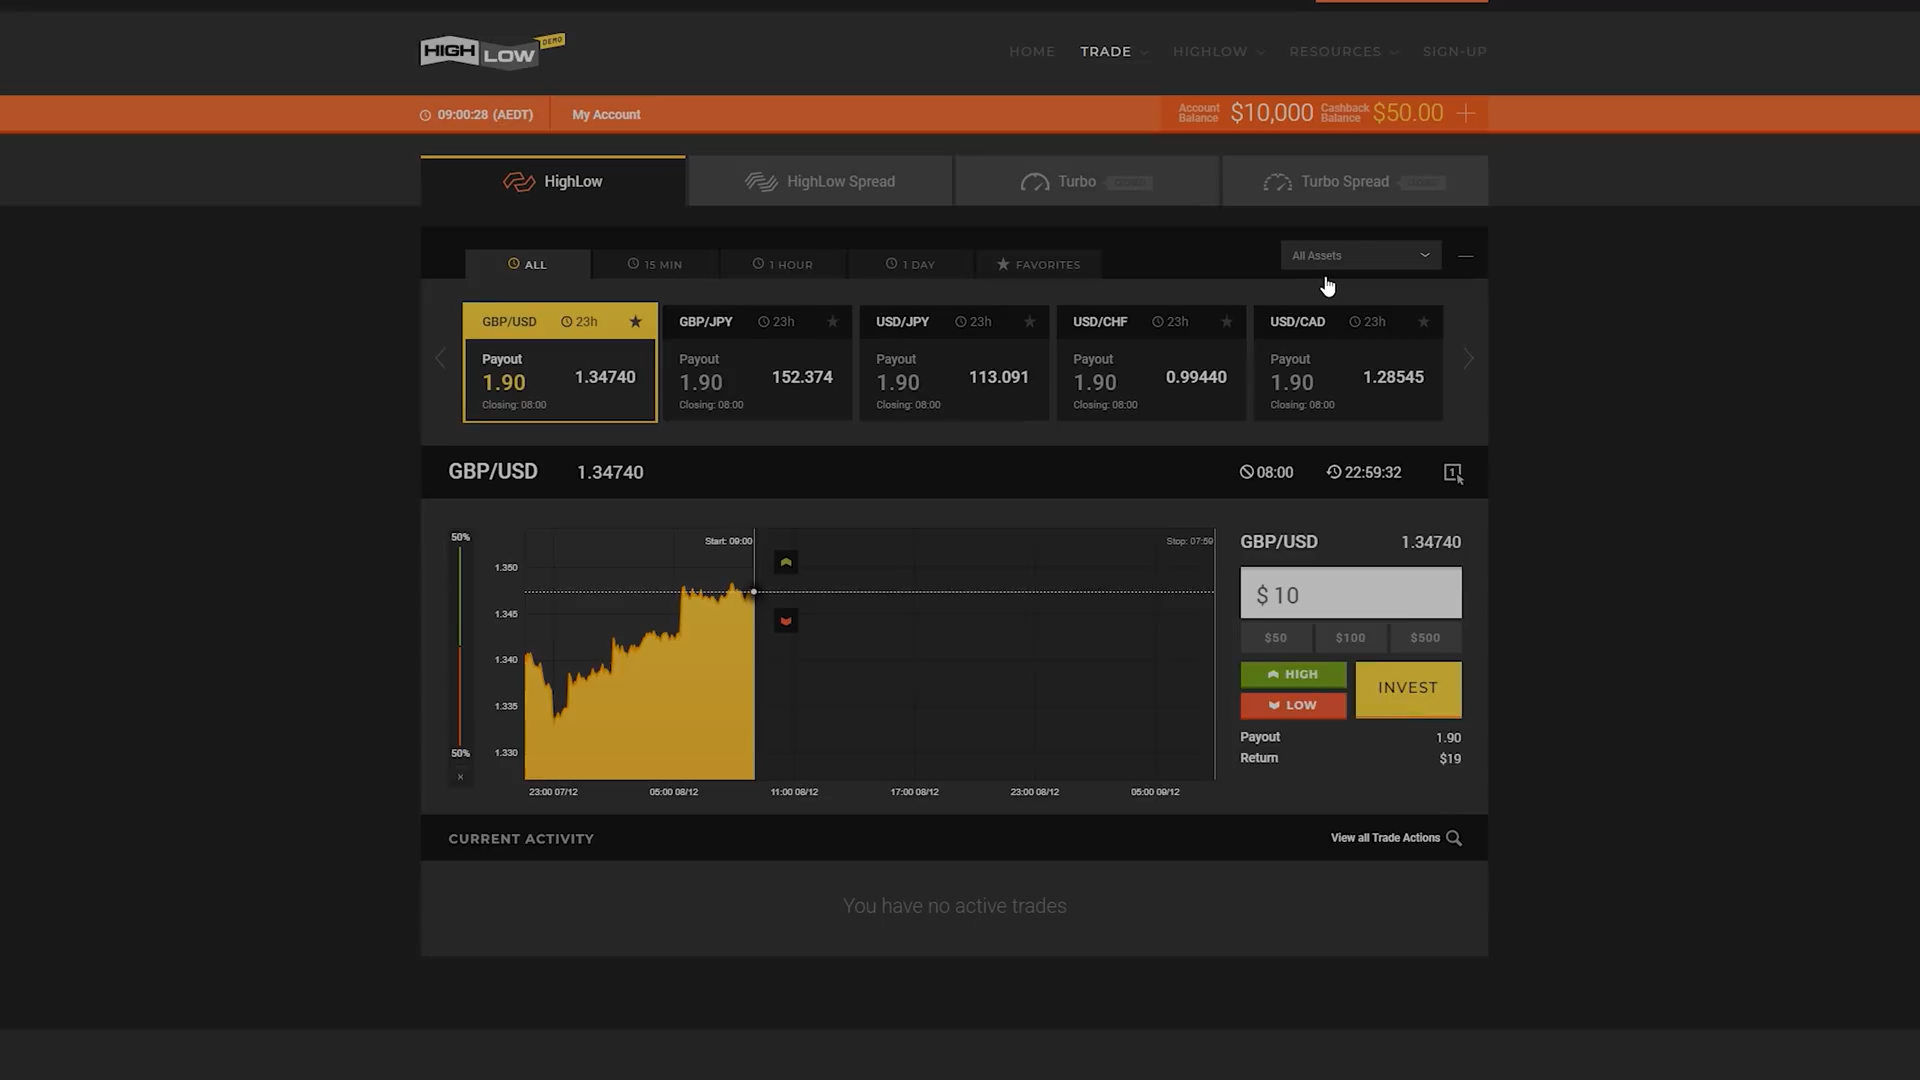 HIGH LOW DEMO
HOME TRADE HIGHLOW RESOURCES SIGN-UP
09:00:28 (AEDT) My Account Account Balance $10,000 Cashback Balance $50.00
HighLow HighLow Spread Turbo Turbo Spread
ALL 15 MIN 1 HOUR 1 DAY FAVORITES All Assets
GBP/USD 23h GBP/JPY 23h USD/JPY 23h USD/CHF 23h USD/CAD 23h
Payout Payout Payout Payout Payout
1.90 1.34740 1.90 152.374 1.90 113.091 1.90 0.99440 1.90 1.28545
Closing: 08:00 Closing: 08:00 Closing: 08:00 Closing: 08:00 Closing: 08:00
GBP/USD 1.34740 08:00 22:59:32 1
50% Start: 09:00 Stop: 07:59 GBP/USD 1.34740
1.350
$ 10
1.345
$50 $100 $500
1.340
HIGH INVEST
1.335
LOW
Payout 1.90
50% 1.330
Return $19
23:00 07/12 05:00 08/12 11:00 08/12 17:00 08/12 23:00 08/12 05:00 09/12
CURRENT ACTIVITY View all Trade Actions
You have no active trades